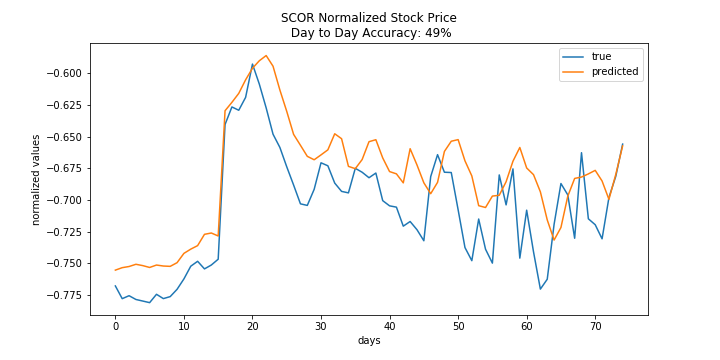 SCOR Normalized Stock Price
Day to Day Accuracy: 49%
true
predicted
normalized values
−0.600
−0.625
−0.650
−0.675
−0.700
−0.725
−0.750
−0.775
0 10 20 30 40 50 60 70
days